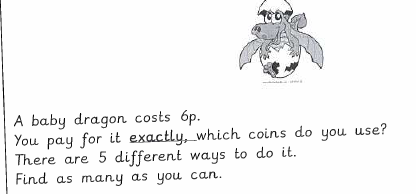 A baby dragon costs 6p.
You pay for it exactly, which coins do you use?
There are 5 different ways to do it.
Find as many as you can.